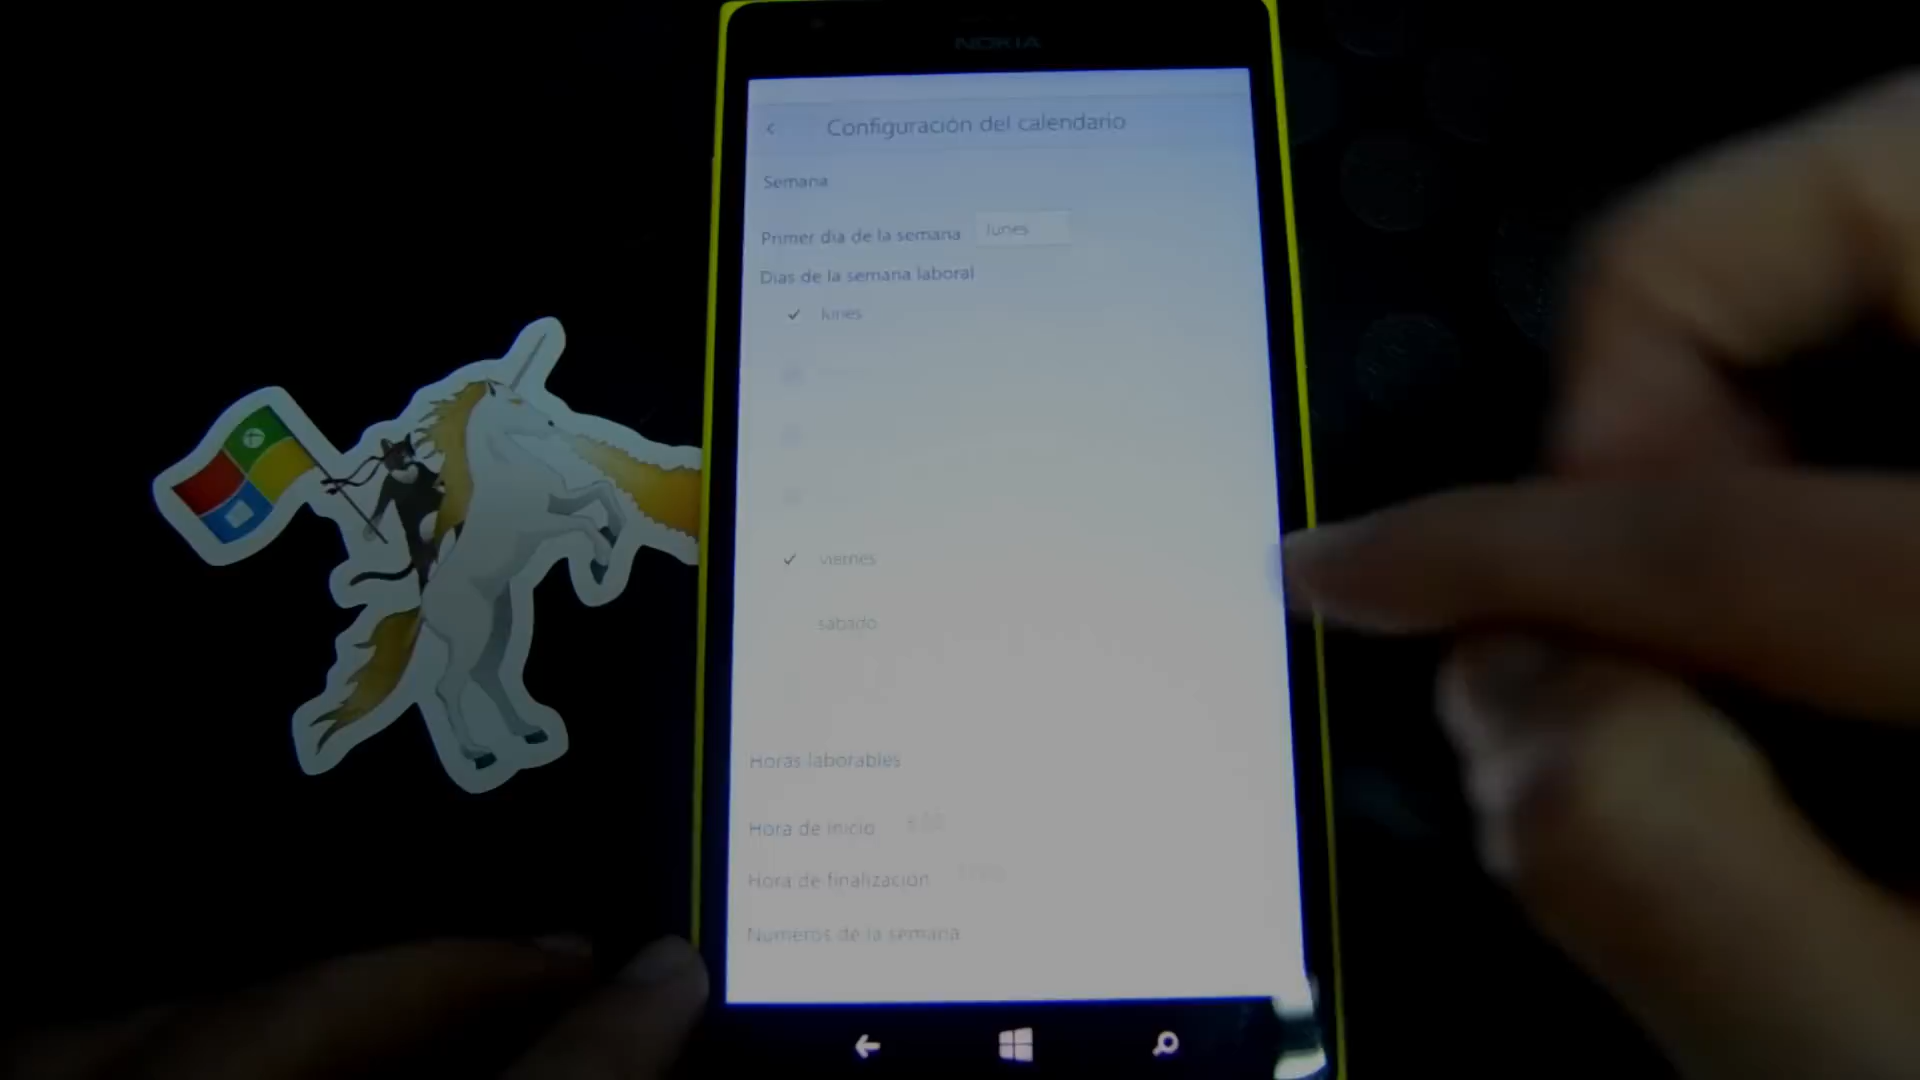 NOKIA
Configuración del calendario
Semana
Primer día de la semana lunes
Días de la semana laboral
lunes
viernes
sábado
Horas laborables
Hora de inicio
Hora de finalización
Números de la semana